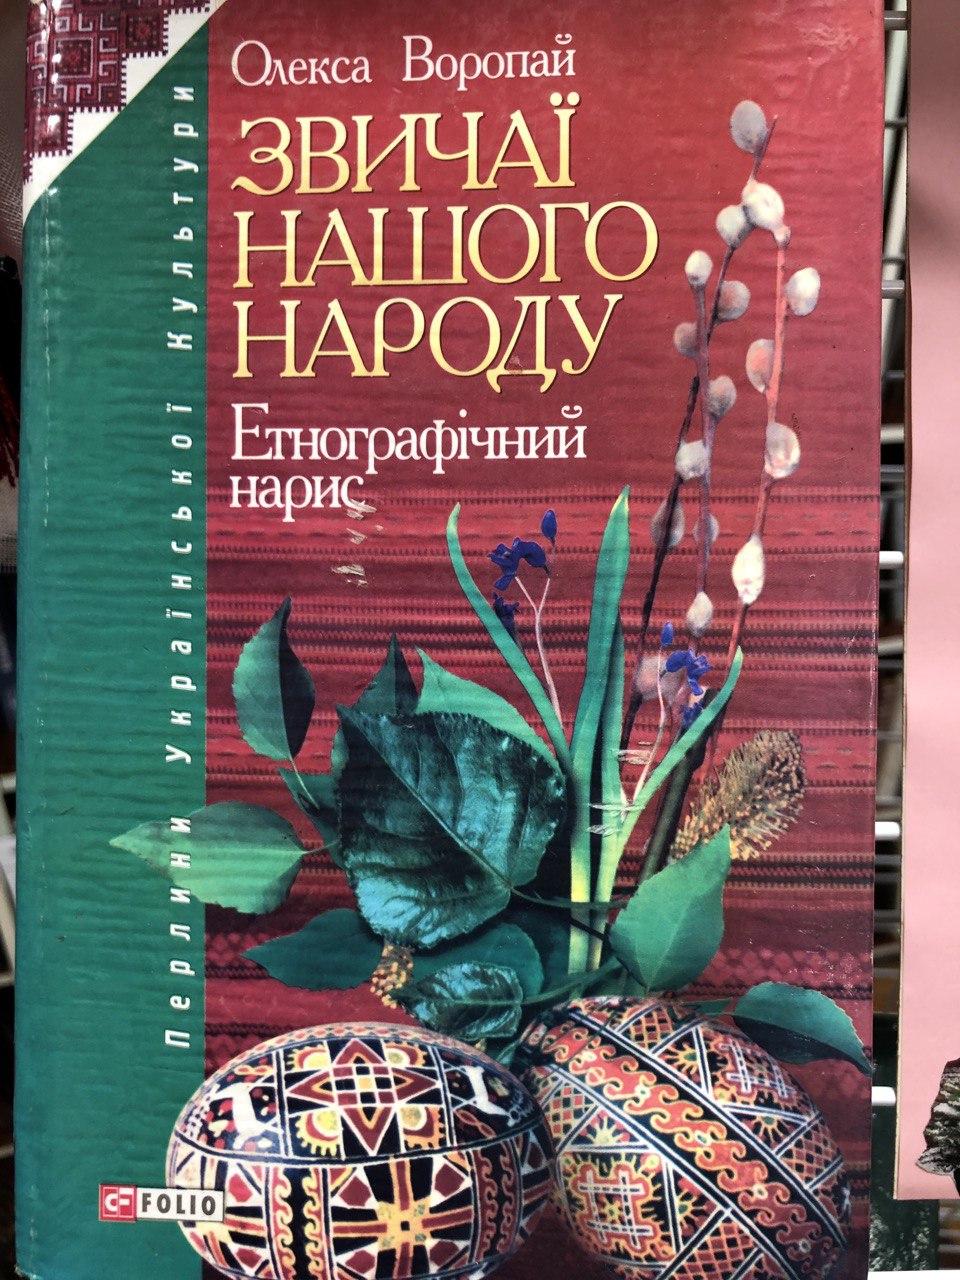 Олекса Воропай
ЗВИЧАЇ
НАШОГО
НАРОДУ
Етнографічний
нарис
Перлини української культури
FOLIO